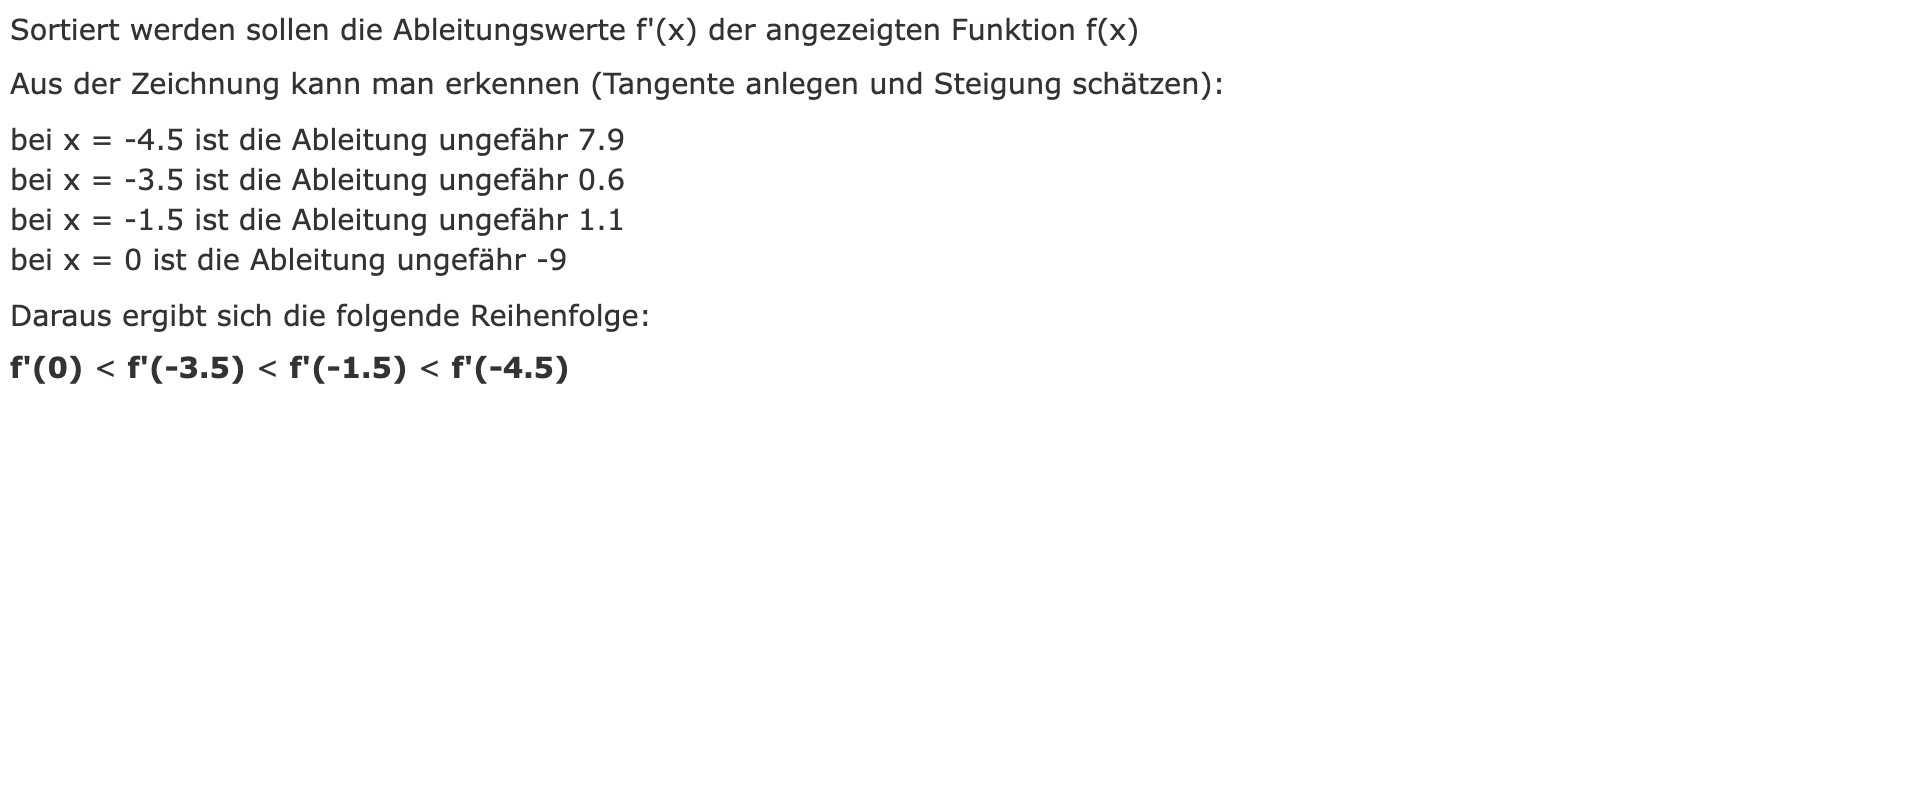 Sortiert werden sollen die Ableitungswerte f'(x) der angezeigten Funktion f(x)
Aus der Zeichnung kann man erkennen (Tangente anlegen und Steigung schätzen):
bei x = -4.5 ist die Ableitung ungefähr 7.9
bei x = -3.5 ist die Ableitung ungefähr 0.6
bei x = -1.5 ist die Ableitung ungefähr 1.1
bei x = 0 ist die Ableitung ungefähr -9
Daraus ergibt sich die folgende Reihenfolge:
f'(0) < f'(-3.5) < f'(-1.5) < f'(-4.5)